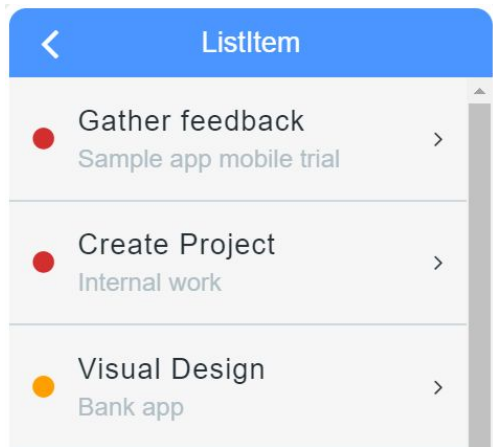 ListItem
Gather feedback
Sample app mobile trial
Create Project
Internal work
Visual Design
Bank app